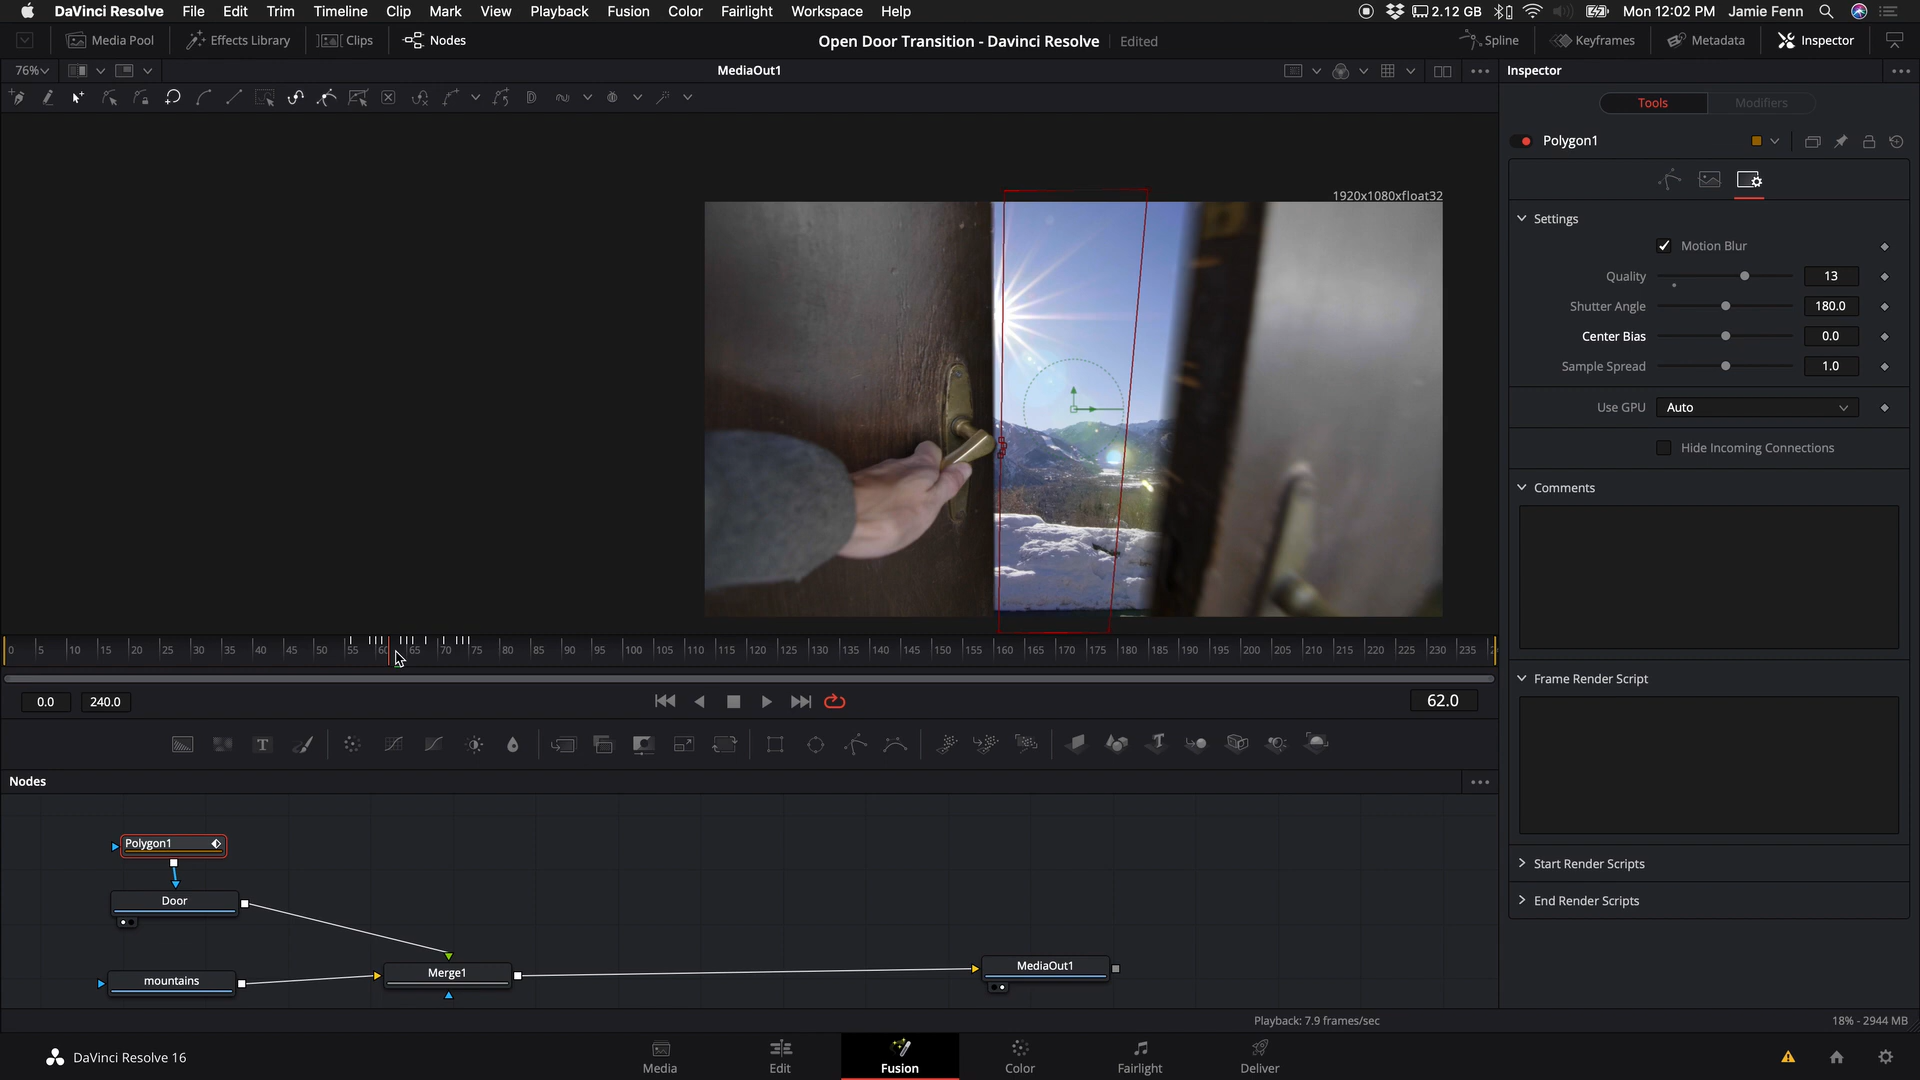 DaVinci Resolve File Edit Trim Timeline Clip Mark View Playback Fusion Color Fairlight Workspace Help 2.12 GB Mon 12:02 PM Jamie Fenn
Media Pool Effects Library Clips Nodes Open Door Transition - Davinci Resolve Edited Spline Keyframes Metadata Inspector
76% MediaOut1 Inspector
Tools Modifiers
Polygon1
1920x1080xfloat32
Settings
Motion Blur
Quality 13
Shutter Angle 180.0
Center Bias 0.0
Sample Spread 1.0
Use GPU Auto
Hide Incoming Connections
Comments
0 5 10 15 20 25 30 35 40 45 50 55 60 65 70 75 80 85 90 95 100 105 110 115 120 125 130 135 140 145 150 155 160 165 170 175 180 185 190 195 200 205 210 215 220 225 230 235
Frame Render Script
0.0 240.0 62.0
T T
Nodes
Polygon1
Start Render Scripts
Door
End Render Scripts
mountains Merge1 MediaOut1
Playback: 7.9 frames/sec 18% - 2944 MB
DaVinci Resolve 16 Media Edit Fusion Color Fairlight Deliver